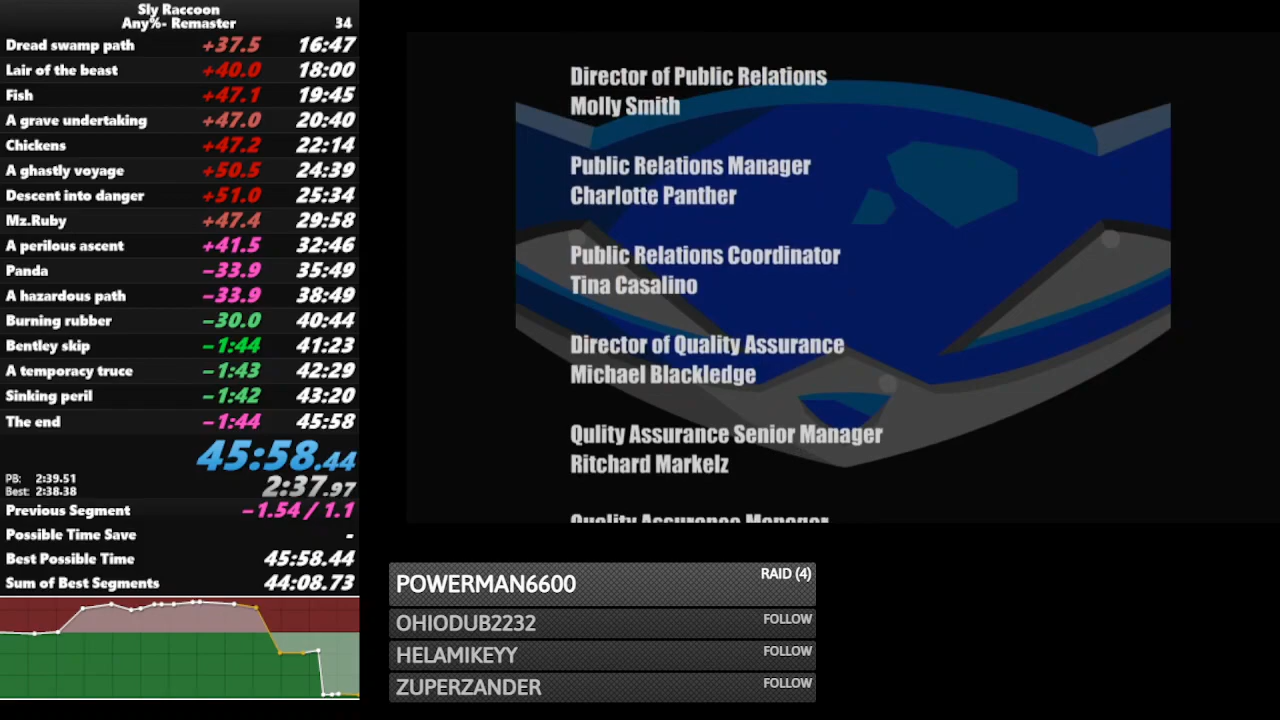 Sly Raccoon
Any%- Remaster 34
Dread swamp path +37.5 16:47
Lair of the beast +40.0 18:00
Fish +47.1 19:45
A grave undertaking +47.0 20:40
Chickens +47.2 22:14
A ghastly voyage +50.5 24:39
Descent into danger +51.0 25:34
Mz.Ruby +47.4 29:58
A perilous ascent +41.5 32:46
Panda −33.9 35:49
A hazardous path −33.9 38:49
Burning rubber −30.0 40:44
Bentley skip −1:44 41:23
A temporacy truce −1:43 42:29
Sinking peril −1:42 43:20
The end −1:44 45:58
45:58.44
PB: 2:39.51
Best: 2:38.38
2:37.97
Previous Segment −1.54 / 1.1
Possible Time Save -
Best Possible Time 45:58.44
Sum of Best Segments 44:08.73
Director of Public Relations
Molly Smith
Public Relations Manager
Charlotte Panther
Public Relations Coordinator
Tina Casalino
Director of Quality Assurance
Michael Blackledge
Qulity Assurance Senior Manager
Ritchard Markelz
Quality Assurance Manager
POWERMAN6600 RAID (4)
OHIODUB2232 FOLLOW
HELAMIKEYY FOLLOW
ZUPERZANDER FOLLOW